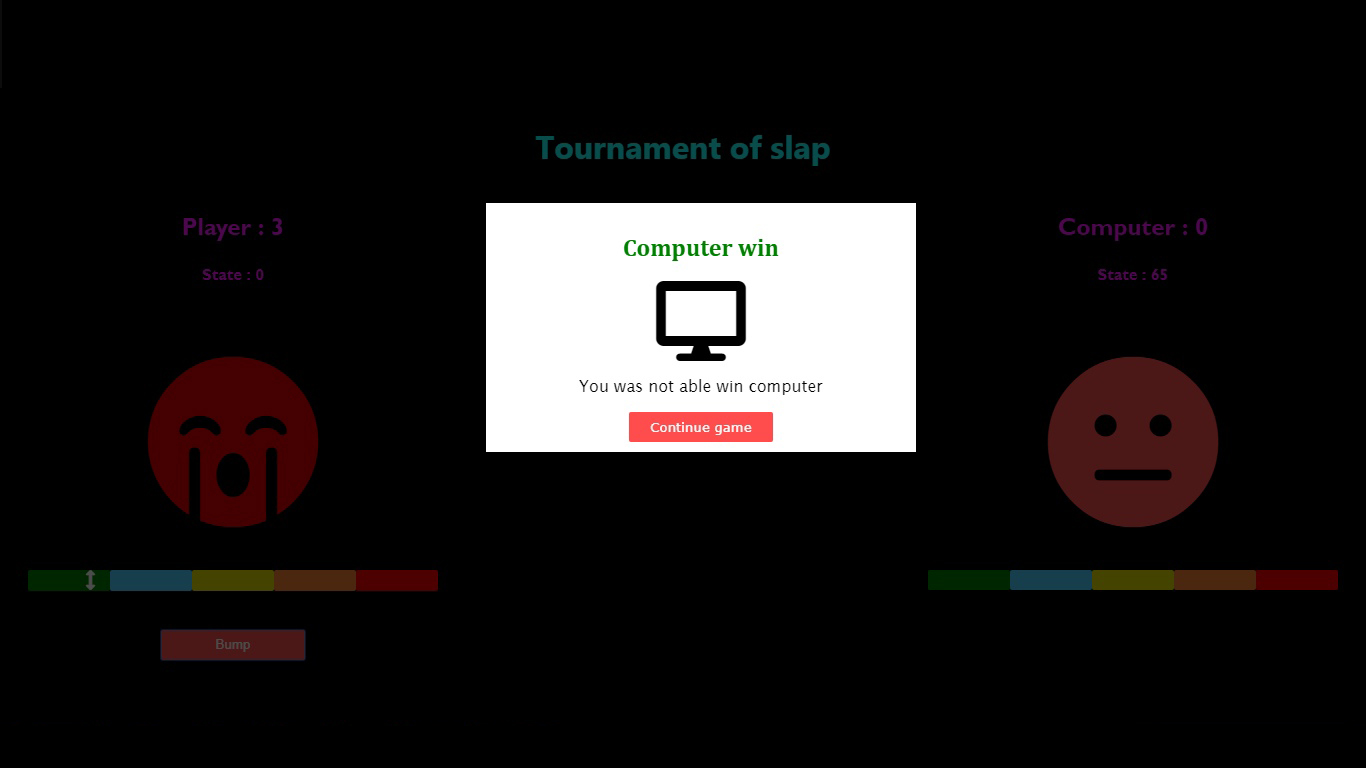 Tournament of slap
Player : 3
State : 0
Computer win
You was not able win computer
Continue game
Computer : 0
State : 65
Bump